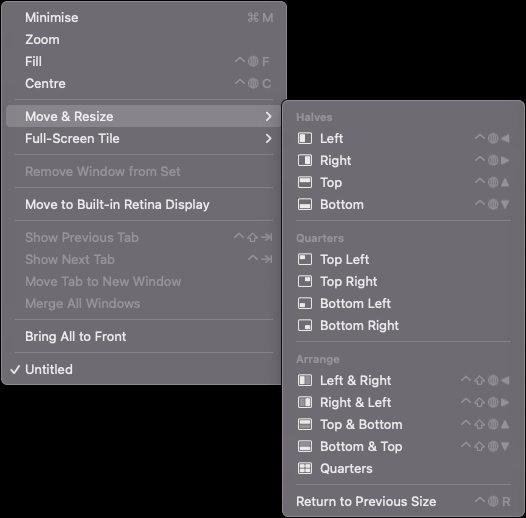 Minimise ⌘ M
Zoom
Fill ^ 🌐 F
Centre ^ 🌐 C
Move & Resize >
Full-Screen Tile >
Remove Window from Set
Move to Built-in Retina Display
Show Previous Tab ^ ⇧ ⇥
Show Next Tab ^ ⇥
Move Tab to New Window
Merge All Windows
Bring All to Front
✓ Untitled
Halves
Left ^ 🌐 ◀
Right ^ 🌐 ▶
Top ^ 🌐 ▲
Bottom ^ 🌐 ▼
Quarters
Top Left
Top Right
Bottom Left
Bottom Right
Arrange
Left & Right ^ ⇧ 🌐 ◀
Right & Left ^ ⇧ 🌐 ▶
Top & Bottom ^ ⇧ 🌐 ▲
Bottom & Top ^ ⇧ 🌐 ▼
Quarters
Return to Previous Size ^ 🌐 R